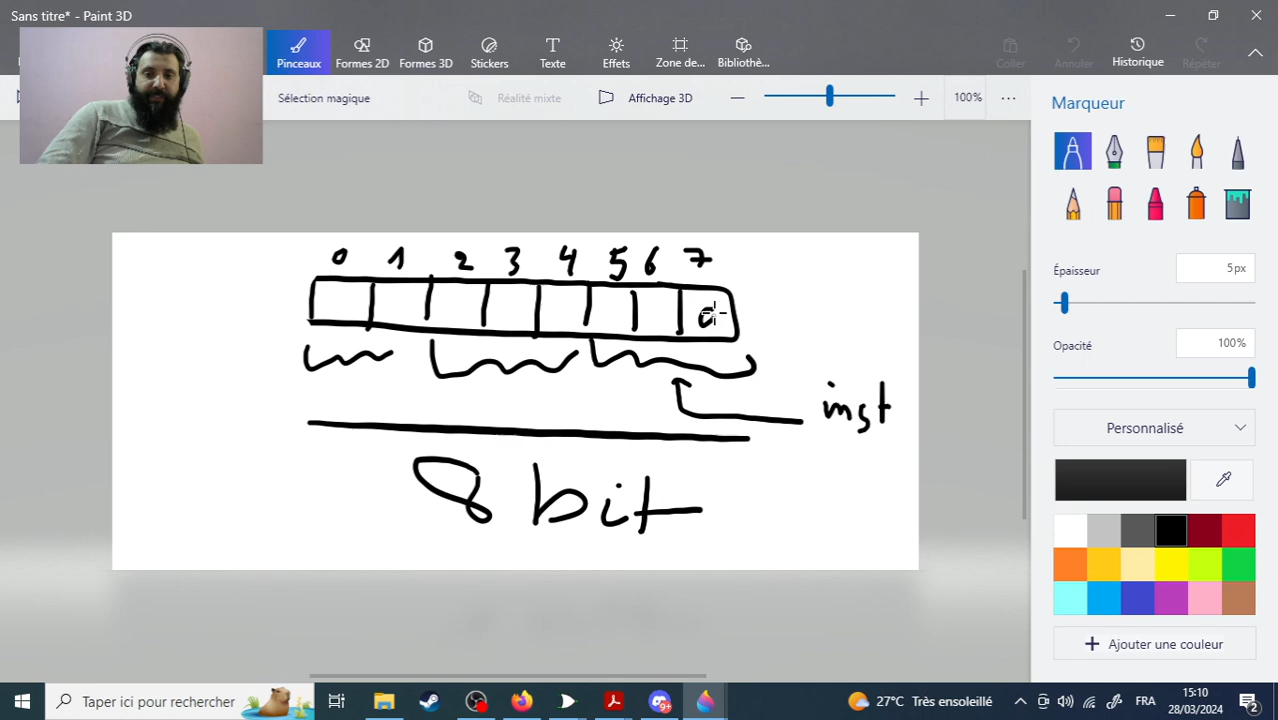 Sans titre* - Paint 3D
Pinceaux Formes 2D Formes 3D Stickers Texte Effets Zone de... Bibliothè... Coller Annuler Historique Répéter
Sélection magique Réalité mixte Affichage 3D 100% ...
Marqueur
0 1 2 3 4 5 6 7
Épaisseur 5px
Opacité 100%
inst
Personnalisé
8 bit
Ajouter une couleur
Taper ici pour rechercher 9+ 27°C Très ensoleillé FRA 15:10 2
28/03/2024